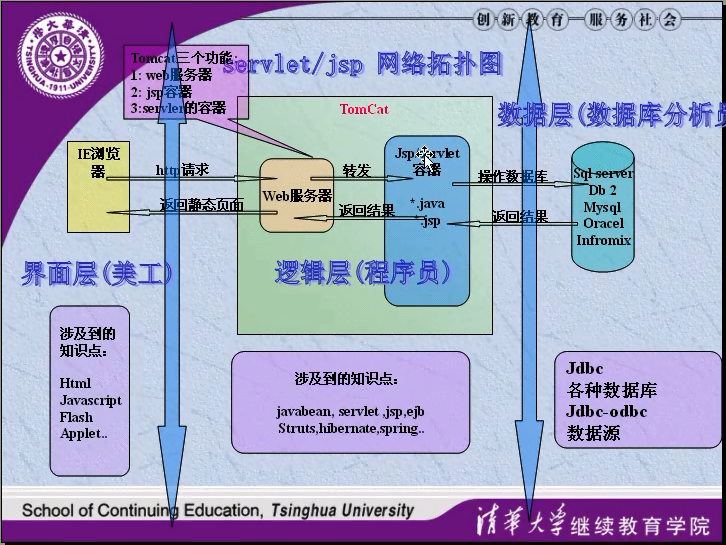 创新教育 服务社会
清華大學
TSINGHUA UNIVERSITY
-1911-
servlet/jsp 网络拓扑图
Tomcat三个功能:
1: web服务器
2: jsp容器
3:servler的容器
TomCat
数据层(数据库分析员
IE浏览
器
http请求
返回静态页面
Web服务器
转发
返回结果
Jsp/servlet
容器
*.java
*.jsp
操作数据库
返回结果
Sql server
Db 2
Mysql
Oracel
Infromix
界面层(美工)
逻辑层(程序员)
涉及到的
知识点:
Html
Javascript
Flash
Applet..
涉及到的知识点:
javabean, servlet ,jsp,ejb
Struts,hibernate,spring..
Jdbc
各种数据库
Jdbc-odbc
数据源
School of Continuing Education, Tsinghua University
清華大学继续教育学院